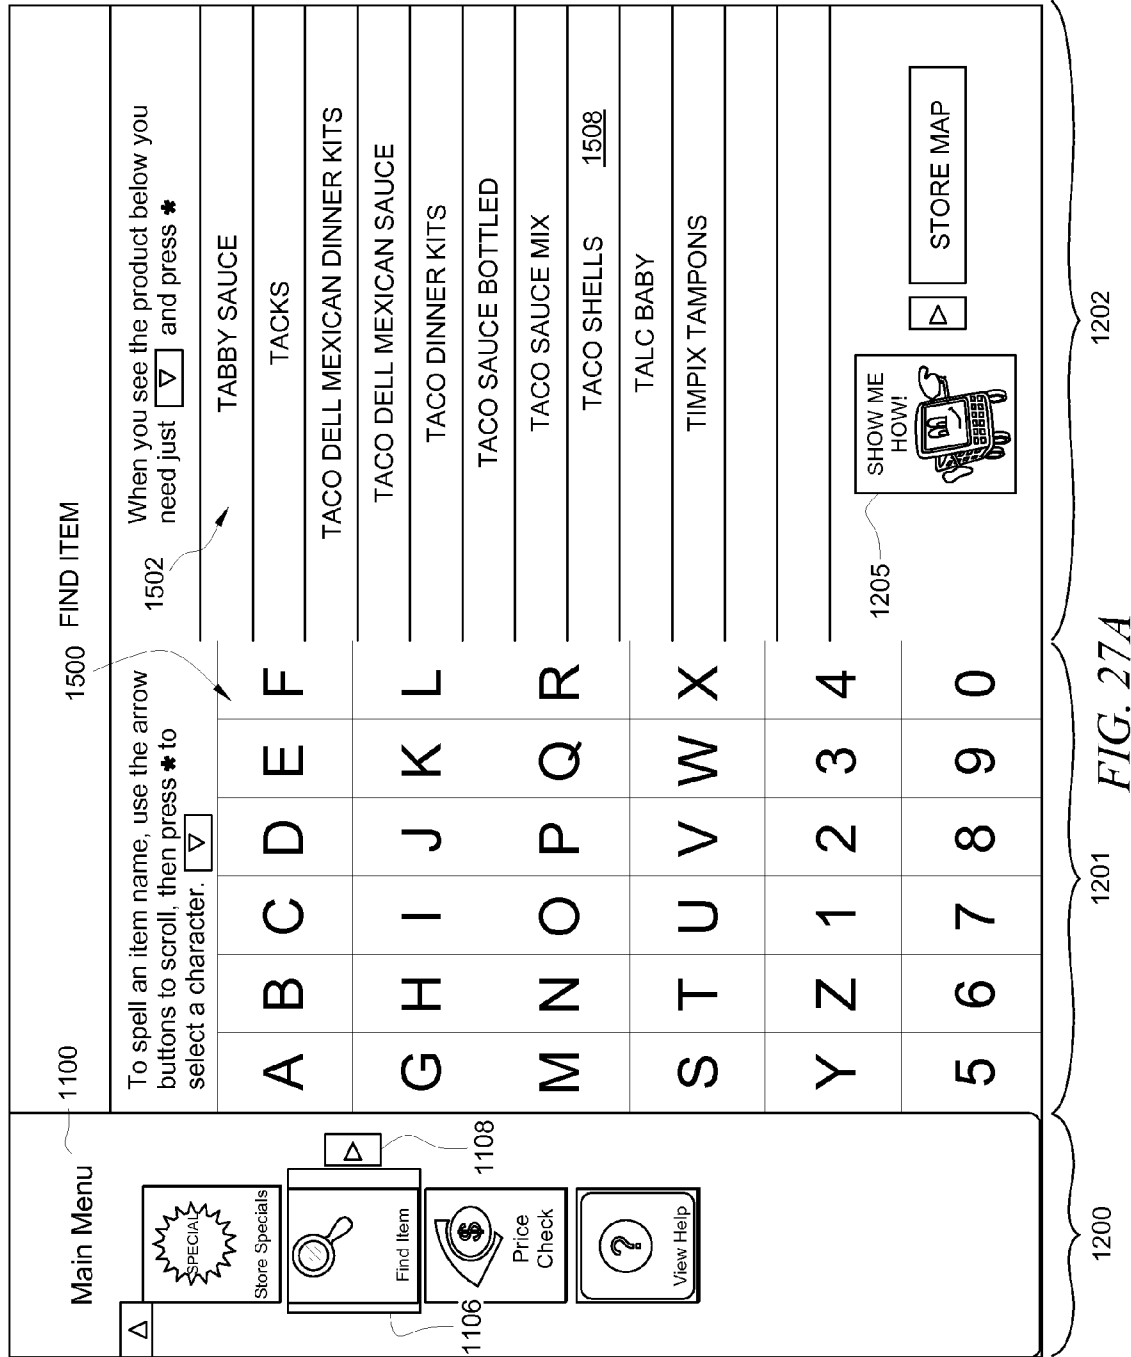 Main Menu
1100
SPECIAL
Store Specials
Find Item
1106
1108
$
Price
Check
?
View Help
1200
1500 FIND ITEM
To spell an item name, use the arrow
buttons to scroll, then press ✱ to
select a character. ▽
A B C D E F
G H I J K L
M N O P Q R
S T U V W X
Y Z 1 2 3 4
5 6 7 8 9 0
1201
1502
When you see the product below you
need just ▽ and press ✱
TABBY SAUCE
TACKS
TACO DELL MEXICAN DINNER KITS
TACO DELL MEXICAN SAUCE
TACO DINNER KITS
TACO SAUCE BOTTLED
TACO SAUCE MIX
TACO SHELLS 1508
TALC BABY
TIMPIX TAMPONS
1205
SHOW ME
HOW!
STORE MAP
1202
FIG. 27A